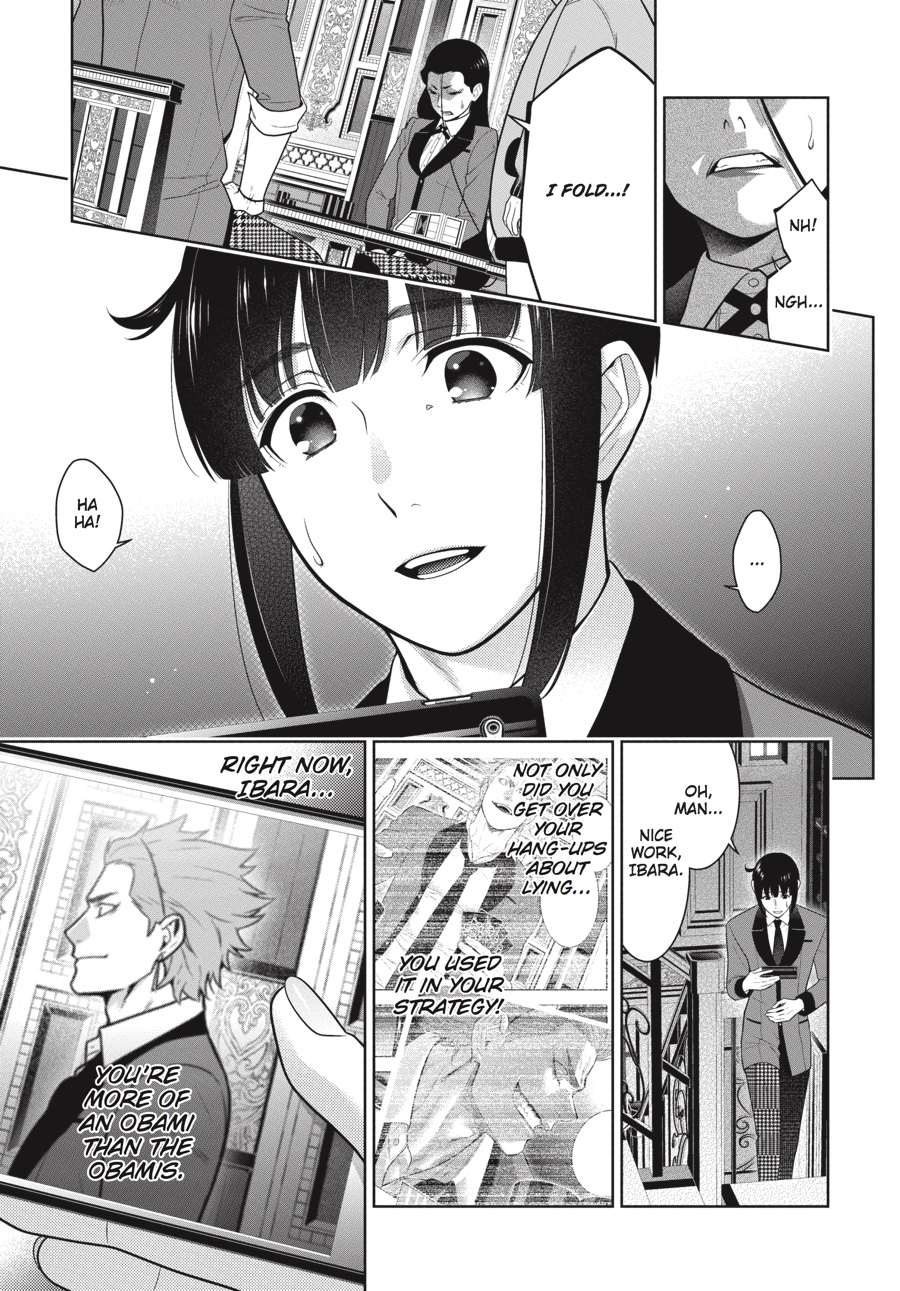 NH!
NGH...
I FOLD...!
...
HA
HA!
OH,
MAN...
NICE
WORK,
IBARA.
NOT ONLY
DID YOU
GET OVER
YOUR
HANG-UPS
ABOUT
LYING...
YOU USED
IT IN YOUR
STRATEGY!
RIGHT NOW,
IBARA...
YOU'RE
MORE OF
AN OBAMI
THAN THE
OBAMIS.